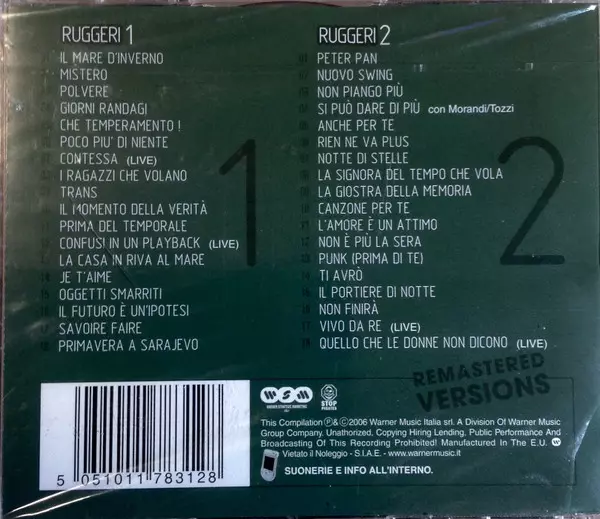 RUGGERI 1
IL MARE D'INVERNO
MISTERO
POLVERE
GIORNI RANDAGI
CHE TEMPERAMENTO !
POCO PIU' DI NIENTE
CONTESSA (LIVE)
I RAGAZZI CHE VOLANO
TRANS
IL MOMENTO DELLA VERITÀ
PRIMA DEL TEMPORALE
CONFUSI IN UN PLAYBACK (LIVE)
LA CASA IN RIVA AL MARE
JE T'AIME
OGGETTI SMARRITI
IL FUTURO È UN'IPOTESI
SAVOIRE FAIRE
PRIMAVERA A SARAJEVO
1
RUGGERI 2
PETER PAN
NUOVO SWING
NON PIANGO PIÙ
SI PUÒ DARE DI PIÙ con Morandi/Tozzi
ANCHE PER TE
RIEN NE VA PLUS
NOTTE DI STELLE
LA SIGNORA DEL TEMPO CHE VOLA
LA GIOSTRA DELLA MEMORIA
CANZONE PER TE
L'AMORE È UN ATTIMO
NON È PIÙ LA SERA
PUNK (PRIMA DI TE)
TI AVRÒ
IL PORTIERE DI NOTTE
NON FINIRÀ
VIVO DA RE (LIVE)
QUELLO CHE LE DONNE NON DICONO (LIVE)
2
REMASTERED
VERSIONS
WSM
WARNER STRATEGIC MARKETING
STOP
PIRATES
This Compilation ℗&©2006 Warner Music Italia srl. A Division Of Warner Music
Group Company. Unathorized, Copying Hiring Lending, Public Performance And
Broadcasting Of This Recording Prohibited! Manufactured In The E.U.
Vietato il Noleggio - S.I.A.E. - www.warnermusic.it
SUONERIE E INFO ALL'INTERNO.
5 051011 783128